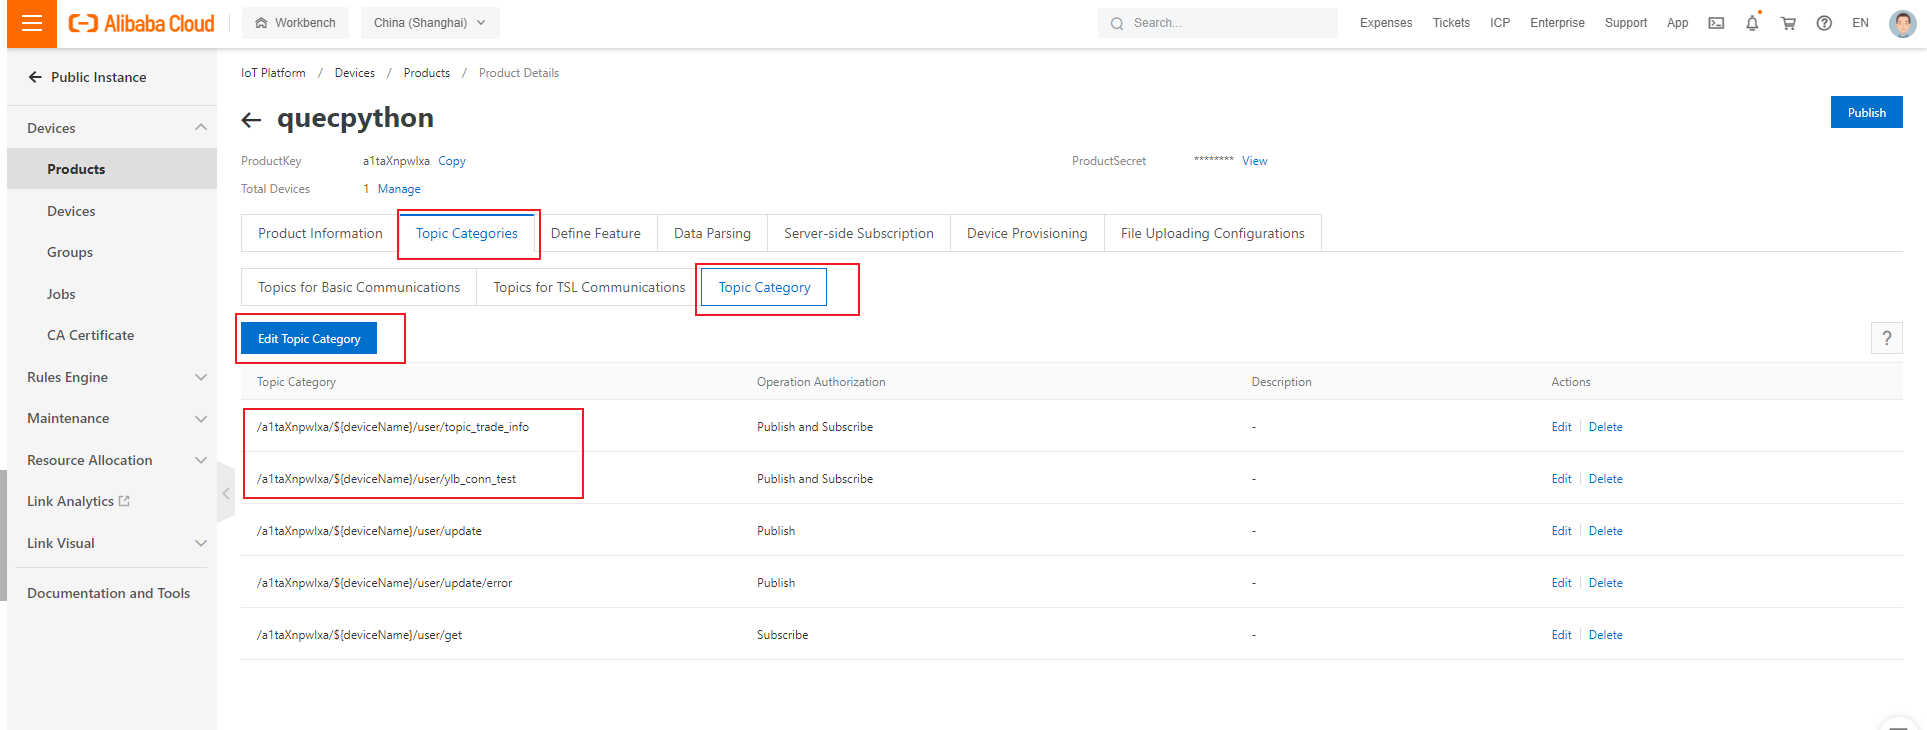 Alibaba Cloud Workbench China (Shanghai) Search... Expenses Tickets ICP Enterprise Support App EN
Public Instance
Devices
Products
Devices
Groups
Jobs
CA Certificate
Rules Engine
Maintenance
Resource Allocation
Link Analytics
Link Visual
Documentation and Tools
IoT Platform / Devices / Products / Product Details
quecpython
Publish
ProductKey a1taXnpwlxa Copy ProductSecret ******** View
Total Devices 1 Manage
Product Information Topic Categories Define Feature Data Parsing Server-side Subscription Device Provisioning File Uploading Configurations
Topics for Basic Communications Topics for TSL Communications Topic Category
Edit Topic Category ?
Topic Category Operation Authorization Description Actions
/a1taXnpwlxa/${deviceName}/user/topic_trade_info Publish and Subscribe - Edit Delete
/a1taXnpwlxa/${deviceName}/user/ylb_conn_test Publish and Subscribe - Edit Delete
/a1taXnpwlxa/${deviceName}/user/update Publish - Edit Delete
/a1taXnpwlxa/${deviceName}/user/update/error Publish - Edit Delete
/a1taXnpwlxa/${deviceName}/user/get Subscribe - Edit Delete